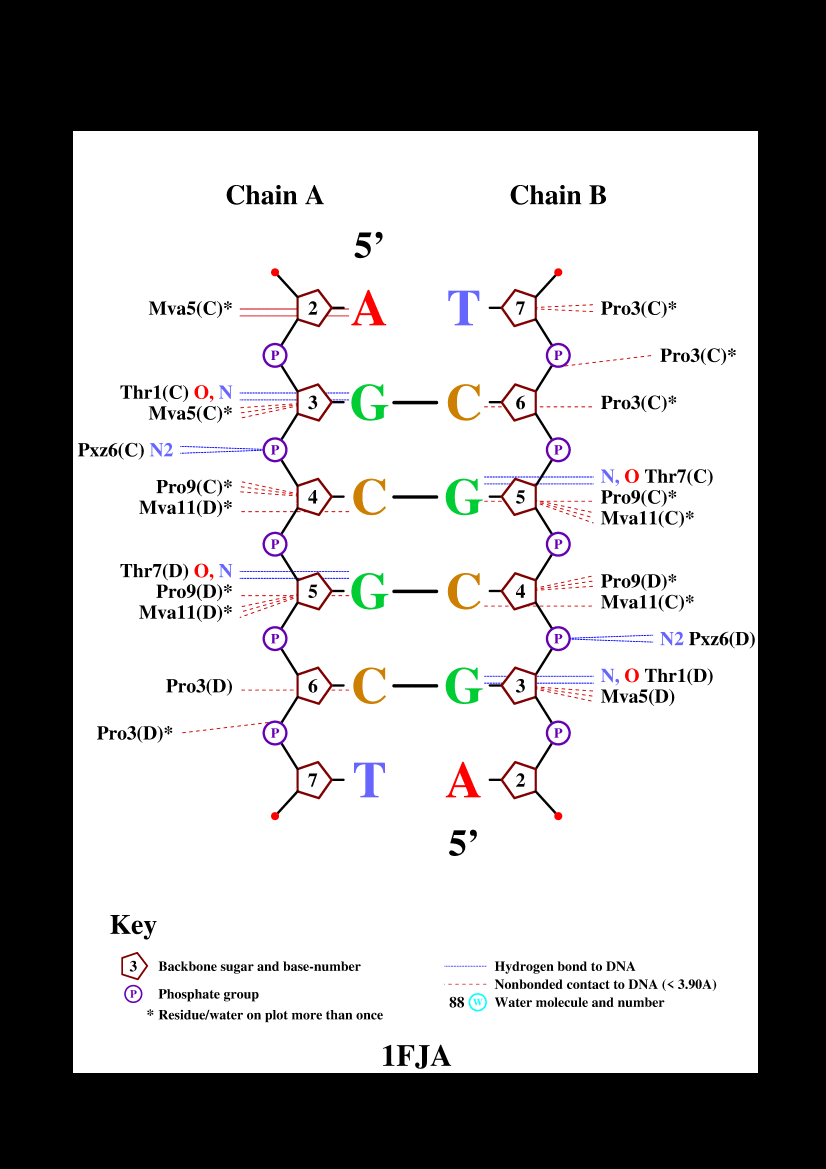 Chain A Chain B
5’
Mva5(C)* 2 A T 7 Pro3(C)*
P P Pro3(C)*
Thr1(C) O, N
Mva5(C)* 3 G C 6 Pro3(C)*
Pxz6(C) N2 P P
N, O Thr7(C)
Pro9(C)* 4 C G 5 Pro9(C)*
Mva11(D)* Mva11(C)*
P P
Thr7(D) O, N
Pro9(D)* 5 G C 4 Pro9(D)*
Mva11(D)* Mva11(C)*
P P N2 Pxz6(D)
N, O Thr1(D)
Pro3(D) 6 C G 3 Mva5(D)
Pro3(D)* P P
7 T A 2
5’
Key
3 Backbone sugar and base-number
P Phosphate group
* Residue/water on plot more than once
Hydrogen bond to DNA
Nonbonded contact to DNA (< 3.90A)
88 W Water molecule and number
1FJA